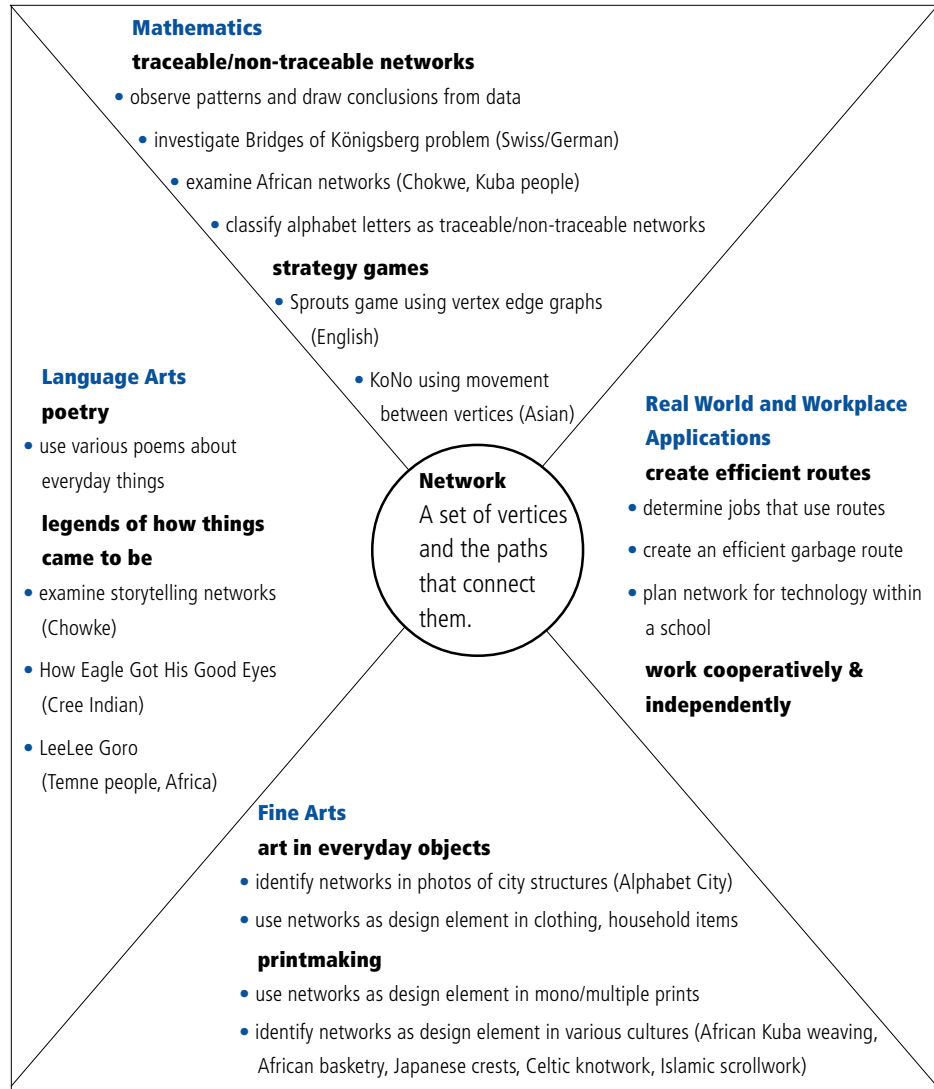 Mathematics
traceable/non-traceable networks
• observe patterns and draw conclusions from data
• investigate Bridges of Königsberg problem (Swiss/German)
• examine African networks (Chokwe, Kuba people)
• classify alphabet letters as traceable/non-traceable networks
strategy games
• Sprouts game using vertex edge graphs
(English)
• KoNo using movement
between vertices (Asian)
Language Arts
poetry
• use various poems about
everyday things
legends of how things
came to be
• examine storytelling networks
(Chowke)
• How Eagle Got His Good Eyes
(Cree Indian)
• LeeLee Goro
(Temne people, Africa)
Network
A set of vertices
and the paths
that connect
them.
Real World and Workplace
Applications
create efficient routes
• determine jobs that use routes
• create an efficient garbage route
• plan network for technology within
a school
work cooperatively &
independently
Fine Arts
art in everyday objects
• identify networks in photos of city structures (Alphabet City)
• use networks as design element in clothing, household items
printmaking
• use networks as design element in mono/multiple prints
• identify networks as design element in various cultures (African Kuba weaving,
African basketry, Japanese crests, Celtic knotwork, Islamic scrollwork)